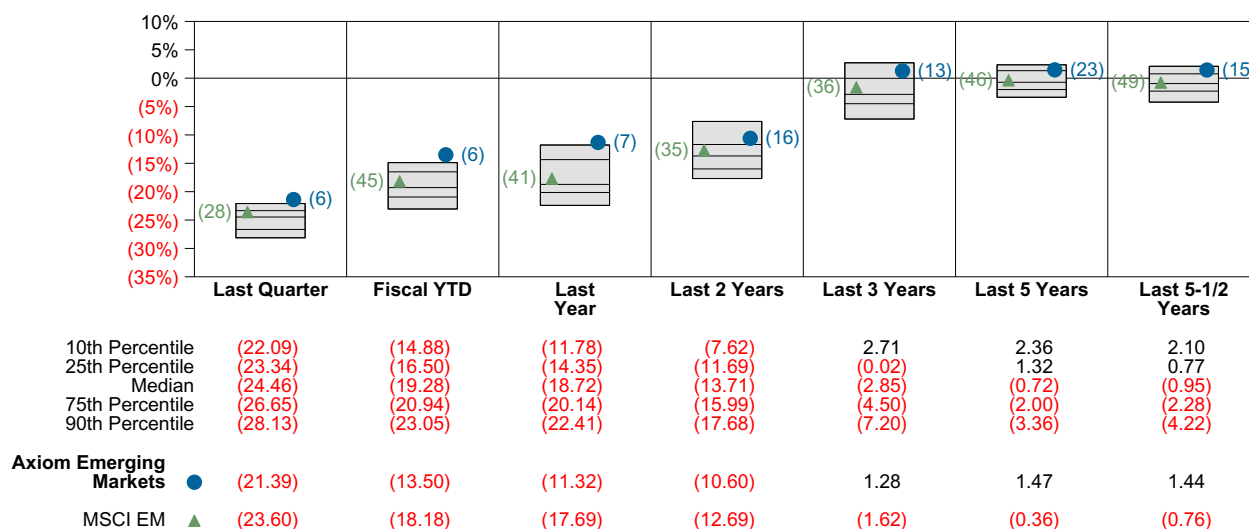 10%
5%
0%
(5%)
(10%)
(15%)
(20%)
(25%)
(30%)
(35%)
(28) (6)
(45) (6)
(41) (7)
(35) (16)
(36) (13)
(46) (23)
(49) (15
Last Quarter Fiscal YTD Last Year Last 2 Years Last 3 Years Last 5 Years Last 5-1/2 Years
10th Percentile (22.09) (14.88) (11.78) (7.62) 2.71 2.36 2.10
25th Percentile (23.34) (16.50) (14.35) (11.69) (0.02) 1.32 0.77
Median (24.46) (19.28) (18.72) (13.71) (2.85) (0.72) (0.95)
75th Percentile (26.65) (20.94) (20.14) (15.99) (4.50) (2.00) (2.28)
90th Percentile (28.13) (23.05) (22.41) (17.68) (7.20) (3.36) (4.22)
Axiom Emerging
Markets (21.39) (13.50) (11.32) (10.60) 1.28 1.47 1.44
MSCI EM (23.60) (18.18) (17.69) (12.69) (1.62) (0.36) (0.76)